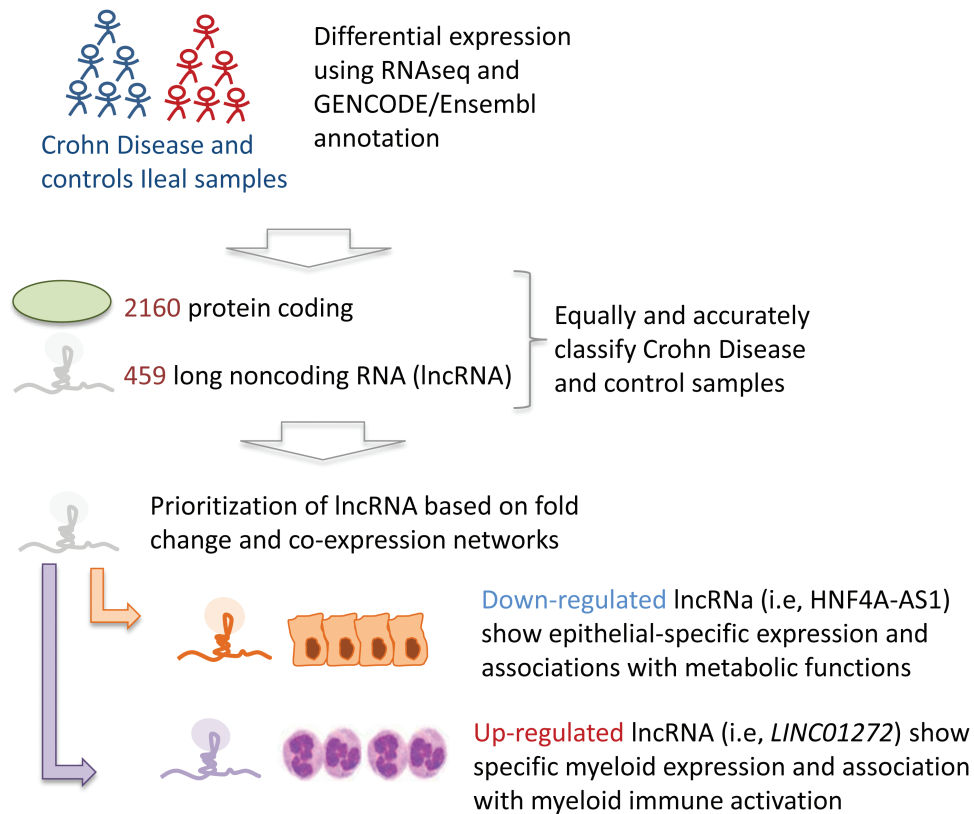 Differential expression
using RNAseq and
GENCODE/Ensembl
annotation
Crohn Disease and
controls Ileal samples
2160 protein coding
459 long noncoding RNA (lncRNA)
Equally and accurately
classify Crohn Disease
and control samples
Prioritization of lncRNA based on fold
change and co-expression networks
Down-regulated lncRNa (i.e, HNF4A-AS1)
show epithelial-specific expression and
associations with metabolic functions
Up-regulated lncRNA (i.e, LINC01272) show
specific myeloid expression and association
with myeloid immune activation